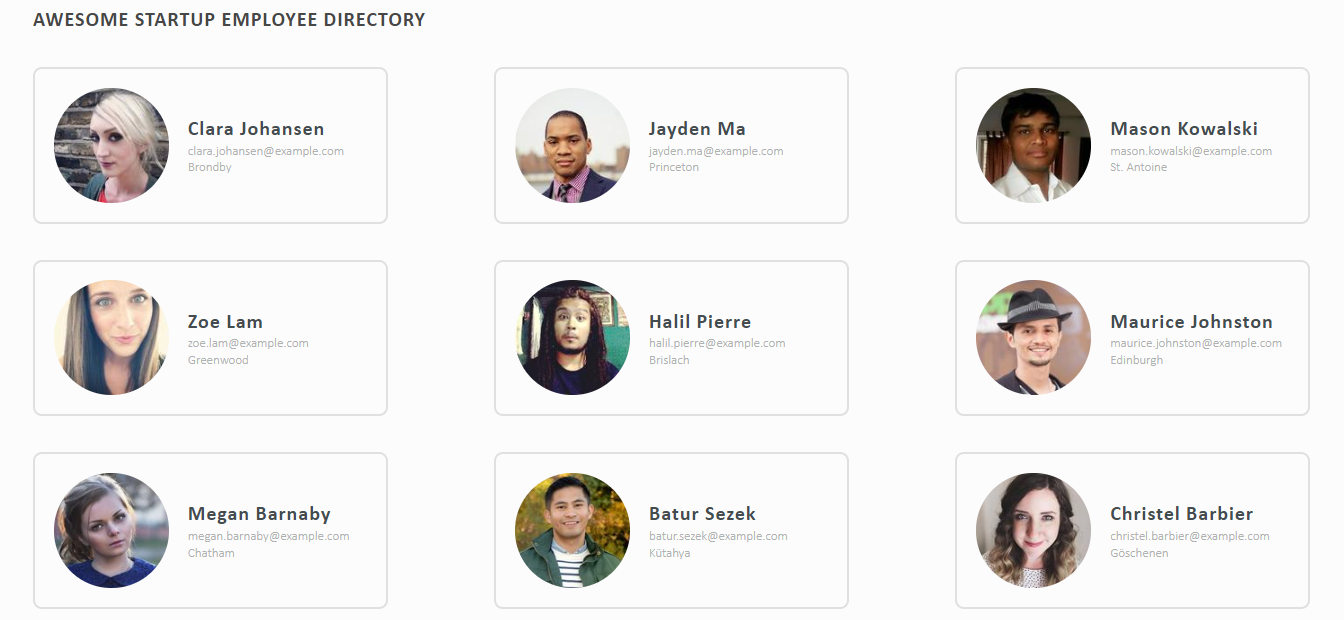 AWESOME STARTUP EMPLOYEE DIRECTORY
Clara Johansen
clara.johansen@example.com
Brondby
Jayden Ma
jayden.ma@example.com
Princeton
Mason Kowalski
mason.kowalski@example.com
St. Antoine
Zoe Lam
zoe.lam@example.com
Greenwood
Halil Pierre
halil.pierre@example.com
Brislach
Maurice Johnston
maurice.johnston@example.com
Edinburgh
Megan Barnaby
megan.barnaby@example.com
Chatham
Batur Sezek
batur.sezek@example.com
Kütahya
Christel Barbier
christel.barbier@example.com
Göschenen